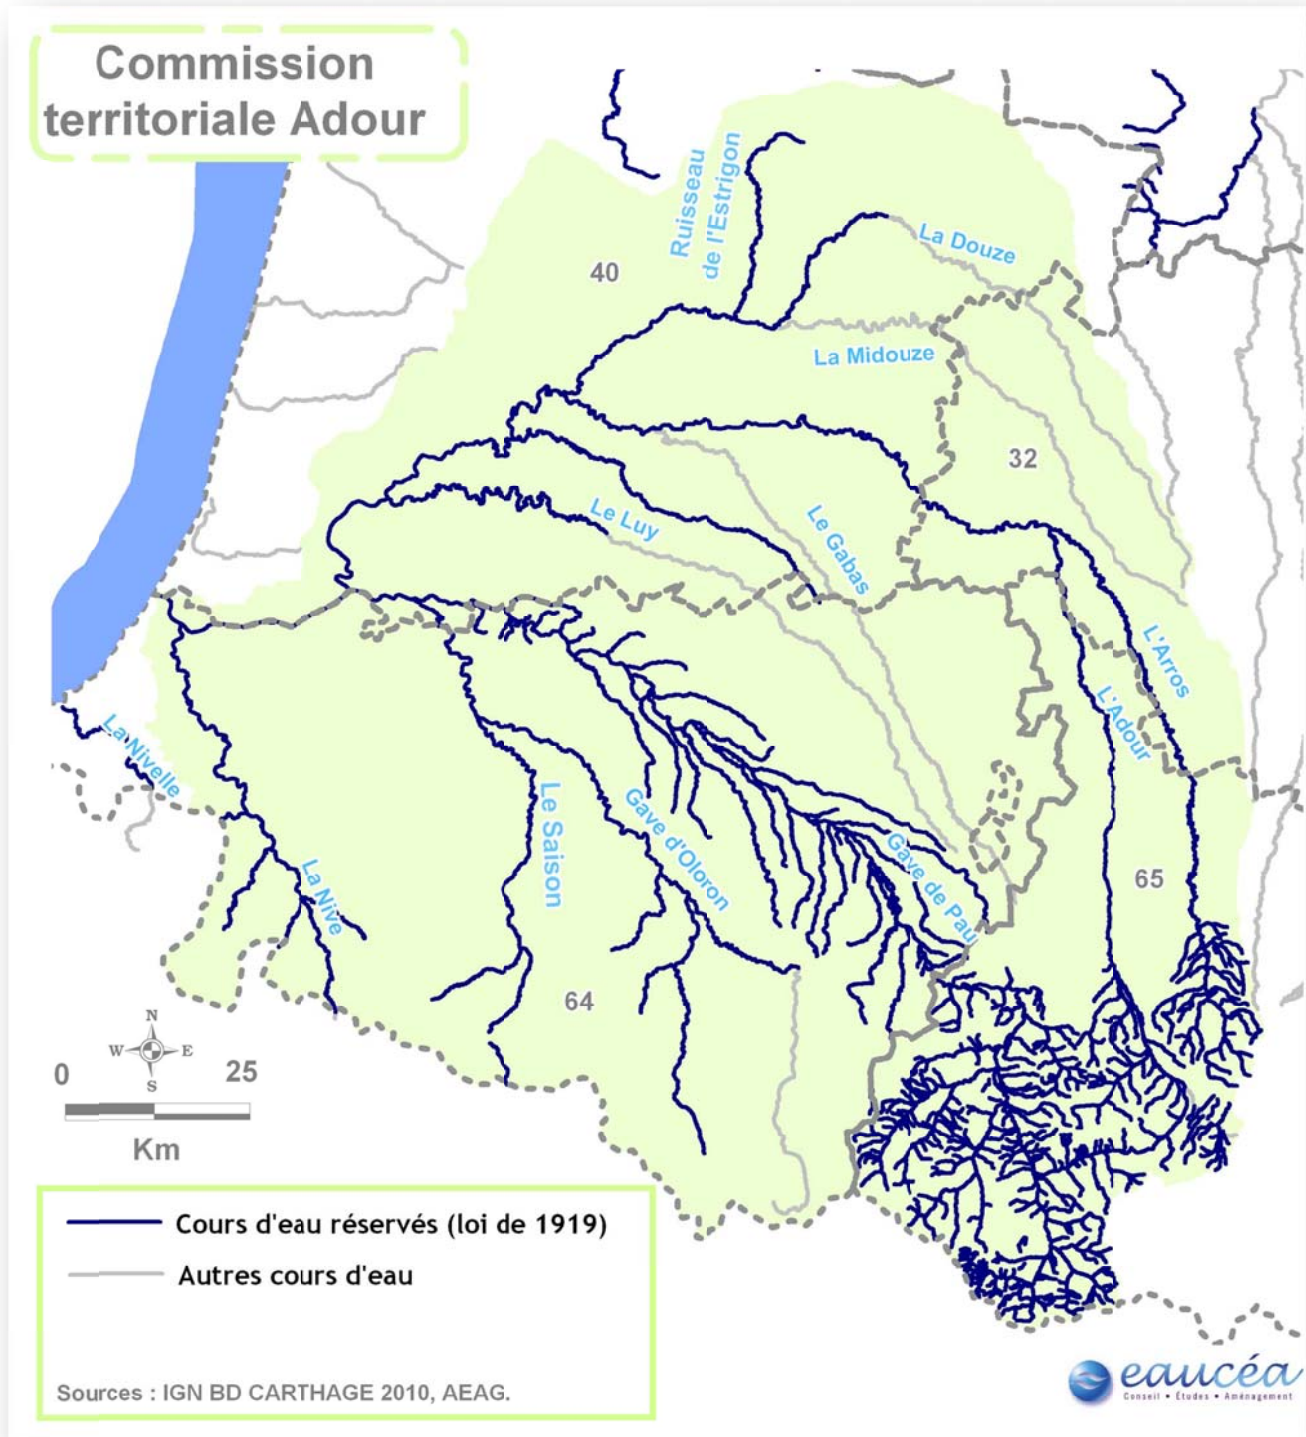 Commission
territoriale Adour
Ruisseau
de l'Estrigon
La Douze
40
La Midouze
32
Le Luy
Le Gabas
L'Arros
L'Adour
La Nivelle
Le Saison
Gave d'Oloron
Gave de Pau
La Nive
65
64
N
W E
S
0 25
Km
Cours d'eau réservés (loi de 1919)
Autres cours d'eau
Sources : IGN BD CARTHAGE 2010, AEAG.
eaucéa
Conseil • Études • Aménagement